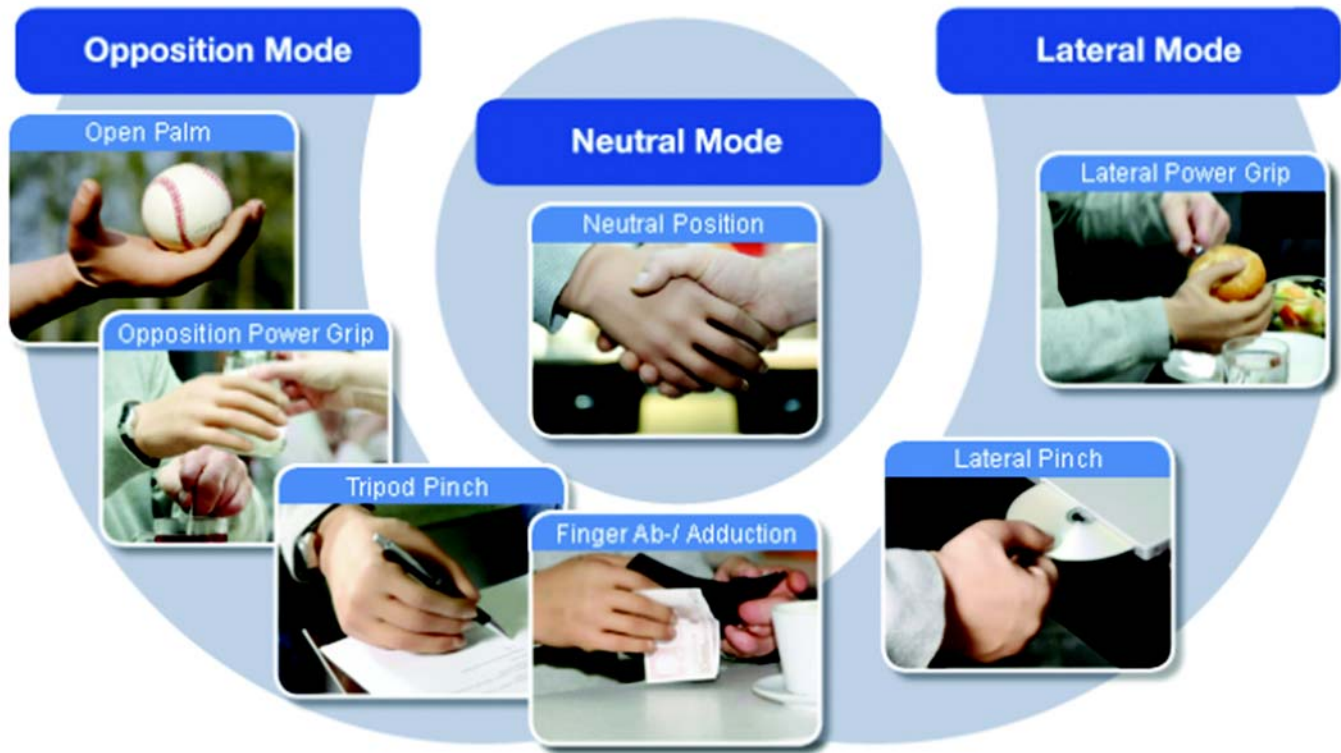 Opposition Mode
Open Palm
Opposition Power Grip
Tripod Pinch
Finger Ab-/ Adduction
Neutral Mode
Neutral Position
Lateral Mode
Lateral Power Grip
Lateral Pinch